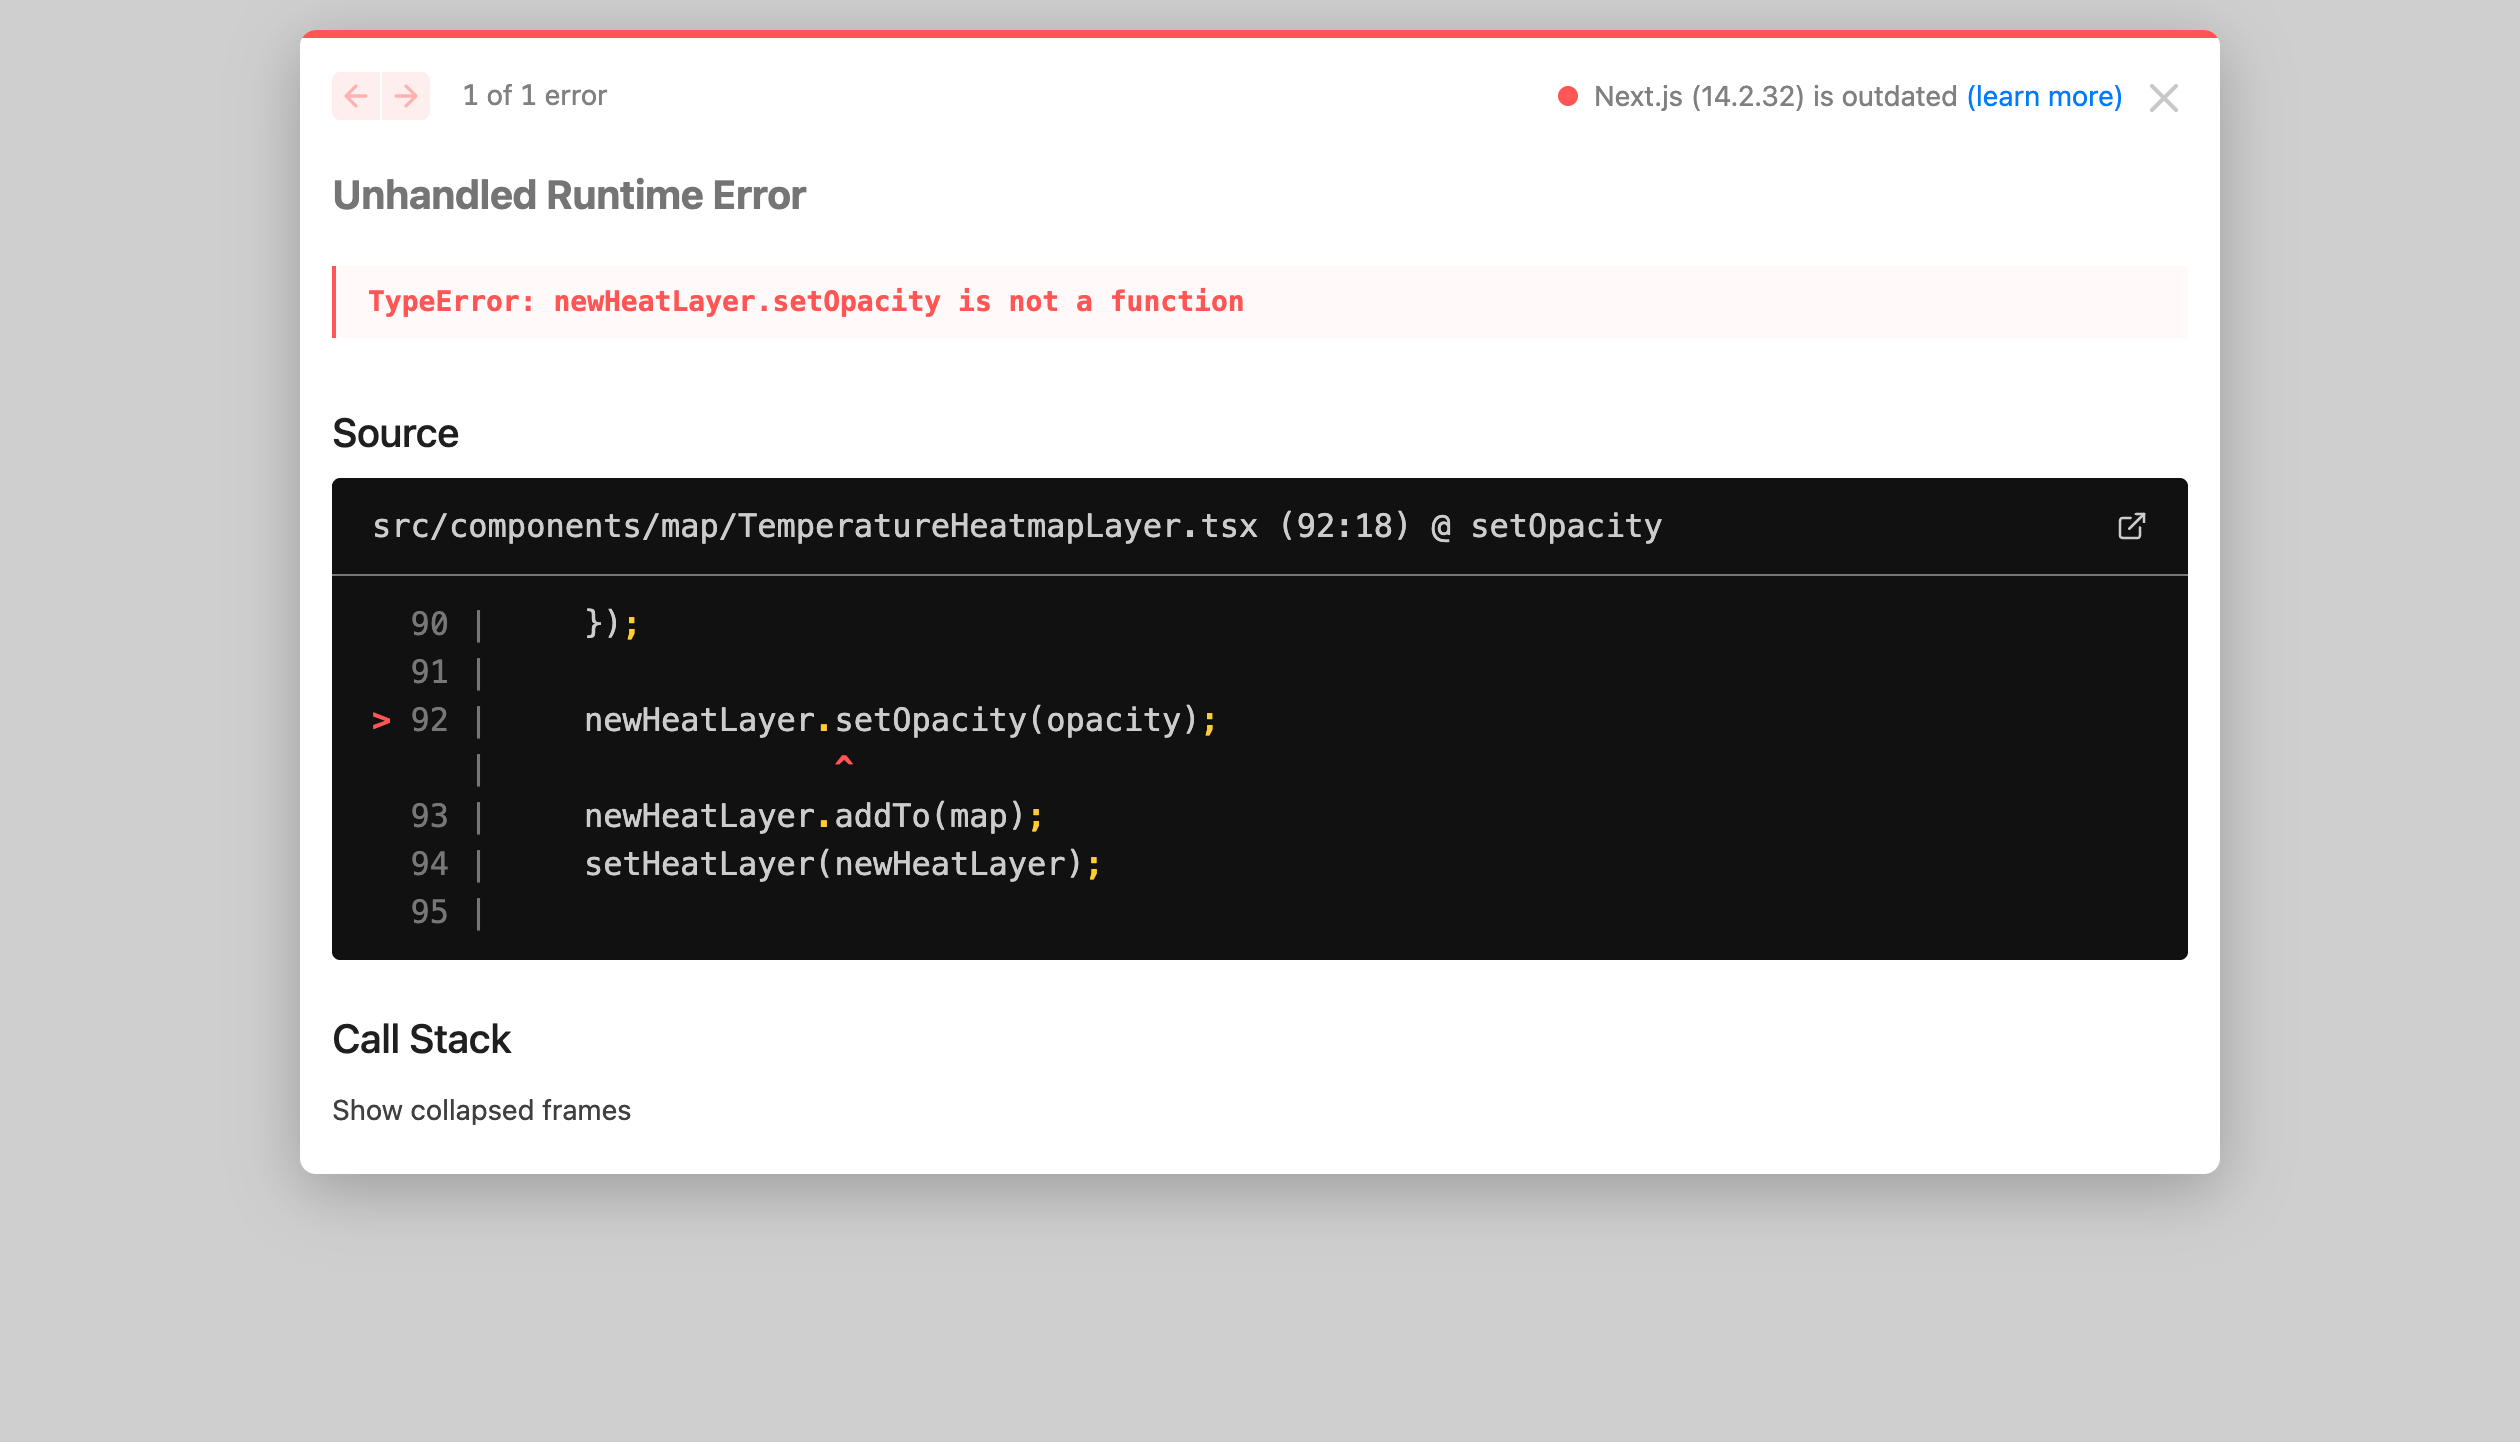 1 of 1 error
Next.js (14.2.32) is outdated (learn more)
Unhandled Runtime Error
TypeError: newHeatLayer.setOpacity is not a function
Source
src/components/map/TemperatureHeatmapLayer.tsx (92:18) @ setOpacity
90 |     });
91 |
> 92 |     newHeatLayer.setOpacity(opacity);
|                  ^
93 |     newHeatLayer.addTo(map);
94 |     setHeatLayer(newHeatLayer);
95 |
Call Stack
Show collapsed frames